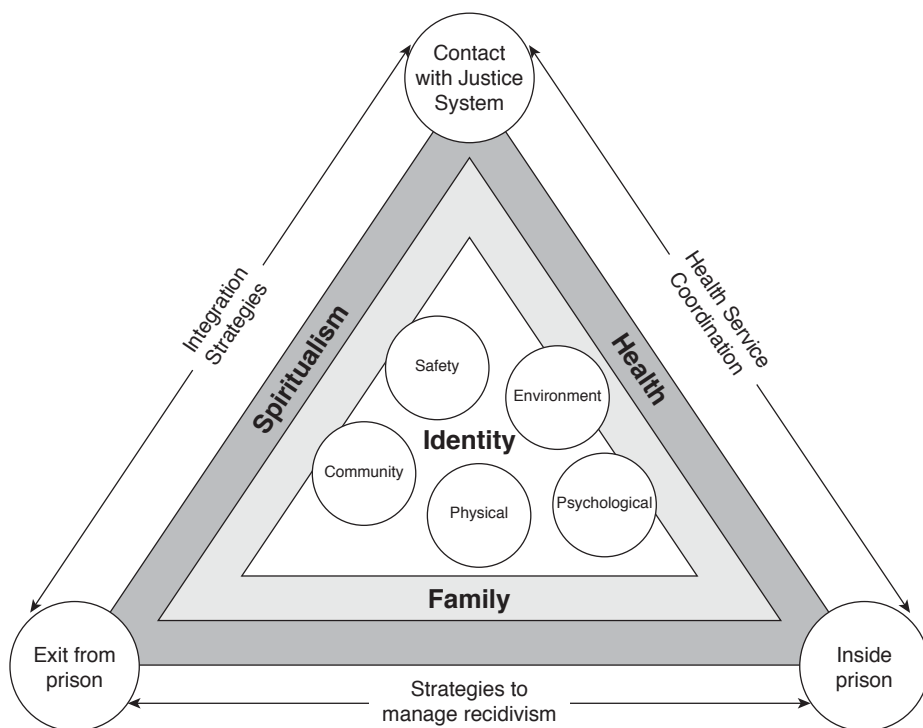 Contact
with Justice
System
Integration
Strategies
Health Service
Coordination
Spiritualism
Health
Safety
Environment
Identity
Community
Physical
Psychological
Family
Exit from
prison
Inside
prison
Strategies to
manage recidivism